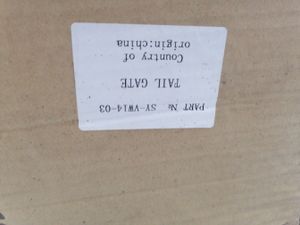 PART № SY-VW14-03
TAIL GATE
Country of
origin:china